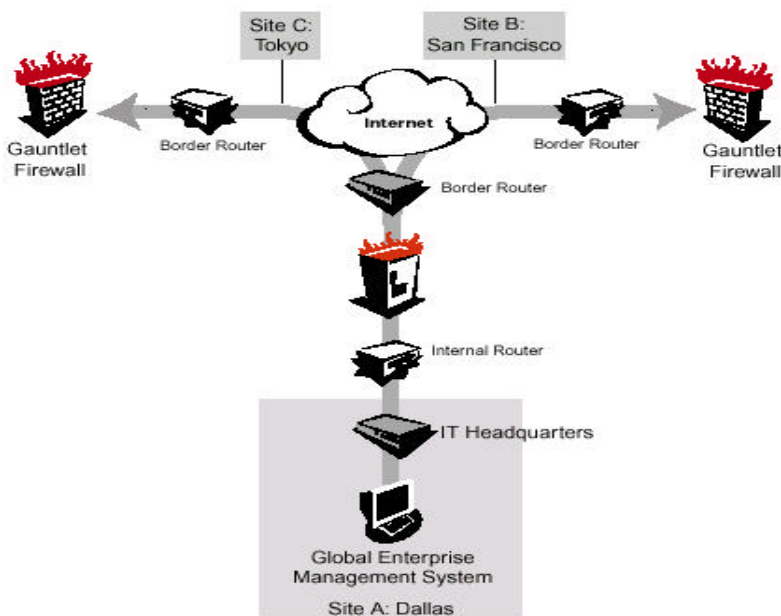 Site C:
Tokyo
Site B:
San Francisco
Internet
Gauntlet
Firewall
Border Router
Border Router
Gauntlet
Firewall
Border Router
Internal Router
IT Headquarters
Global Enterprise
Management System
Site A: Dallas